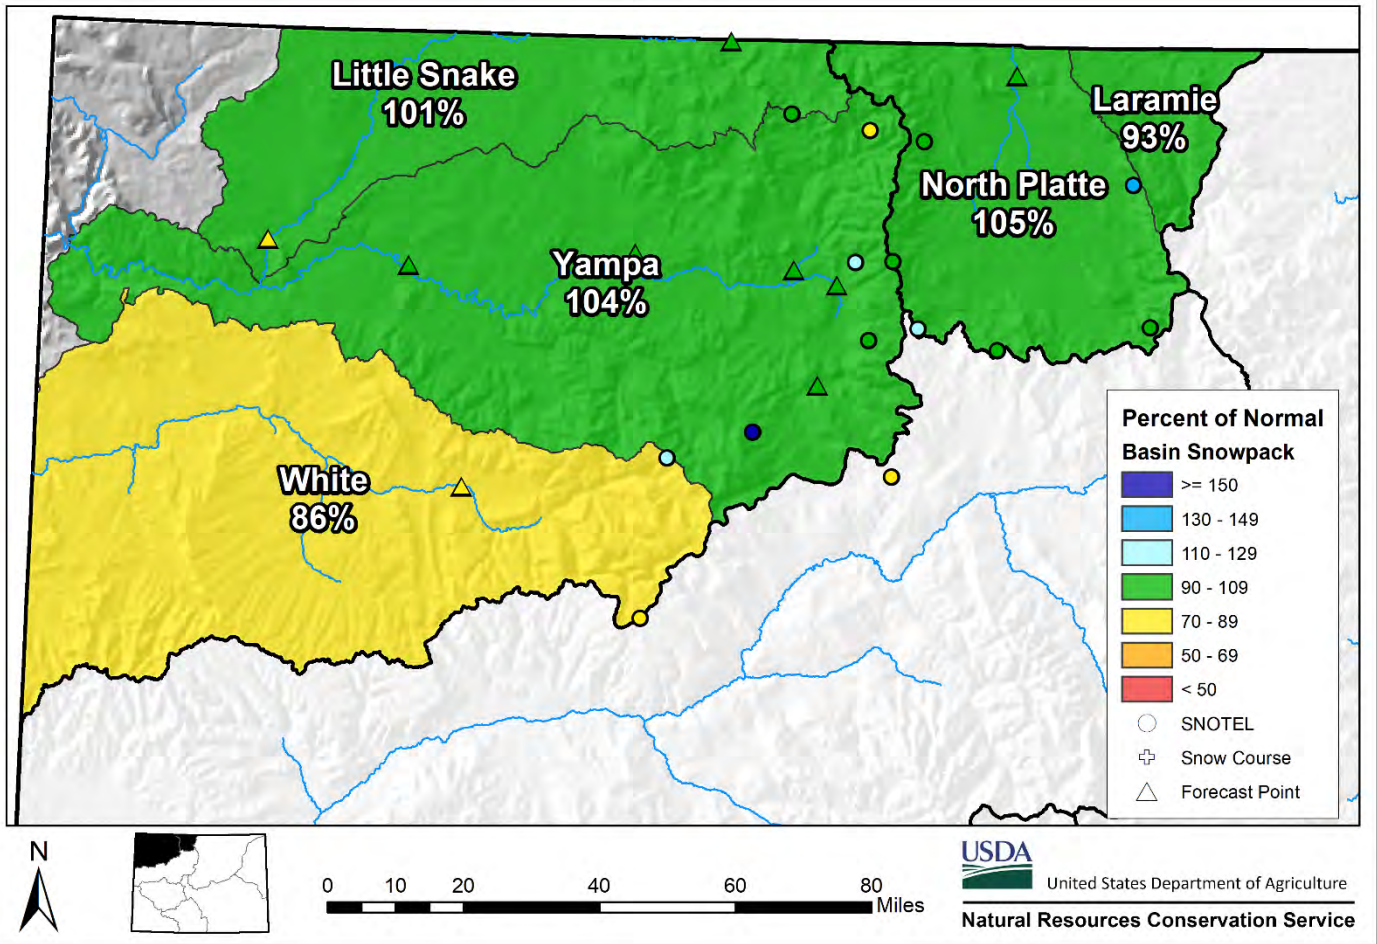 Little Snake
101%
Laramie
93%
North Platte
105%
Yampa
104%
White
86%
Percent of Normal
Basin Snowpack
>= 150
130 - 149
110 - 129
90 - 109
70 - 89
50 - 69
< 50
SNOTEL
Snow Course
Forecast Point
N
0 10 20 40 60 80
Miles
USDA
United States Department of Agriculture
Natural Resources Conservation Service